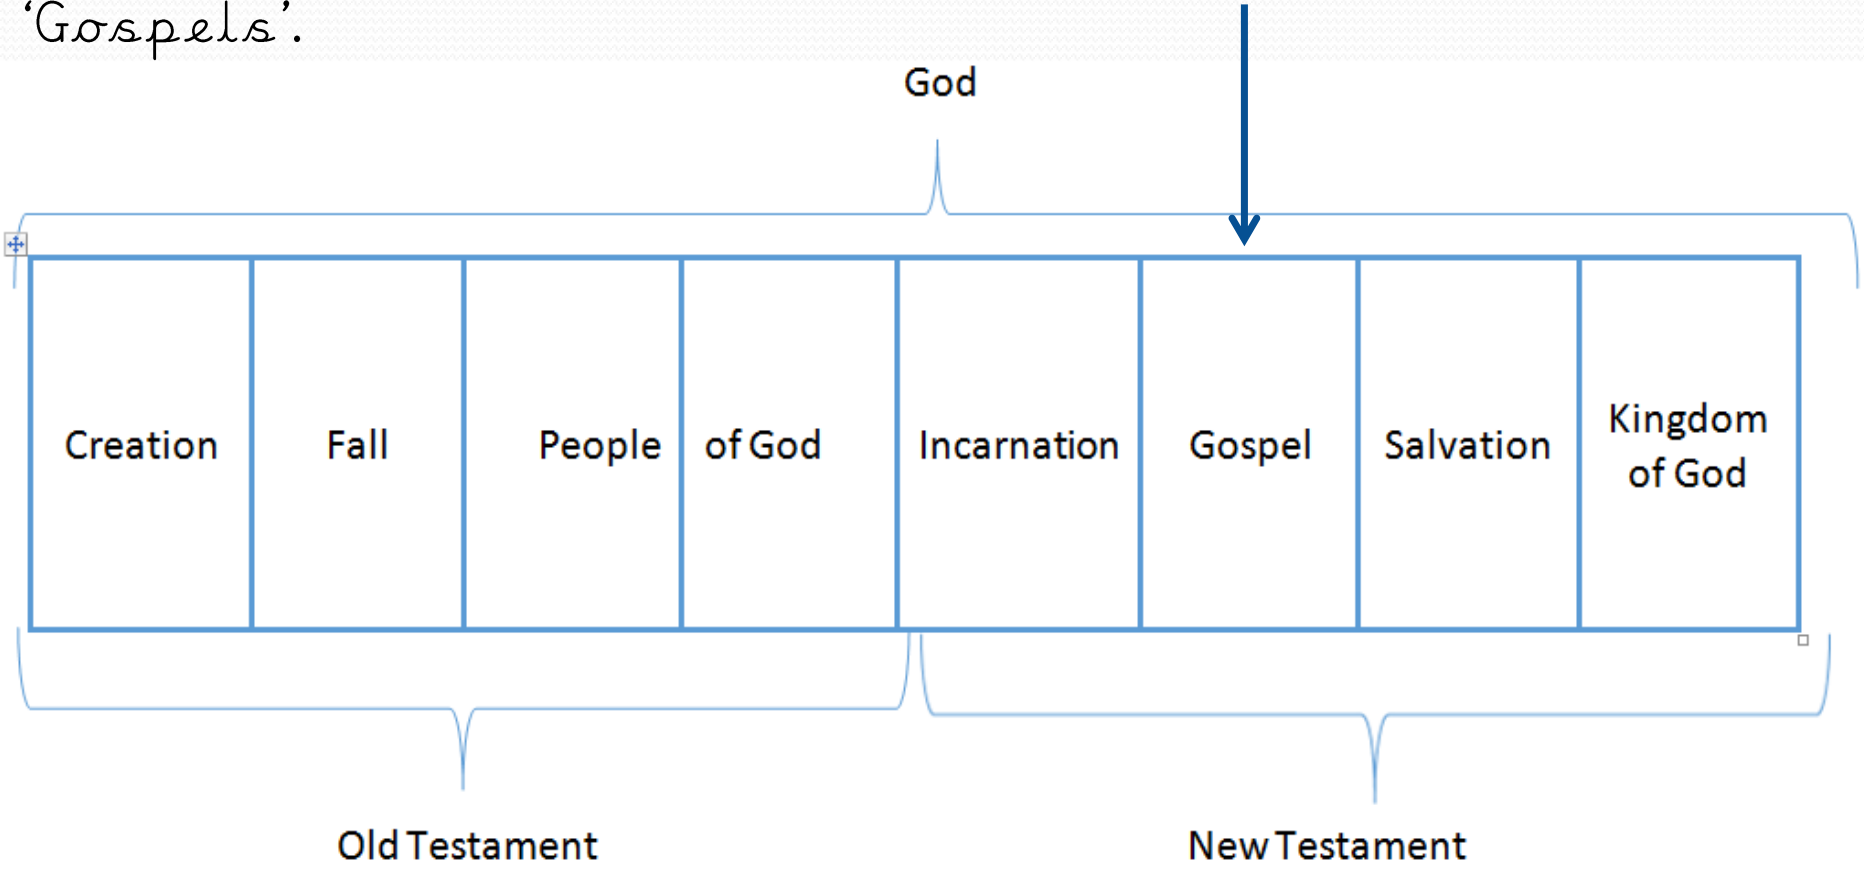 ‘Gospels’.
God
Creation
Fall
People of God
Incarnation
Gospel
Salvation
Kingdom
of God
Old Testament
New Testament